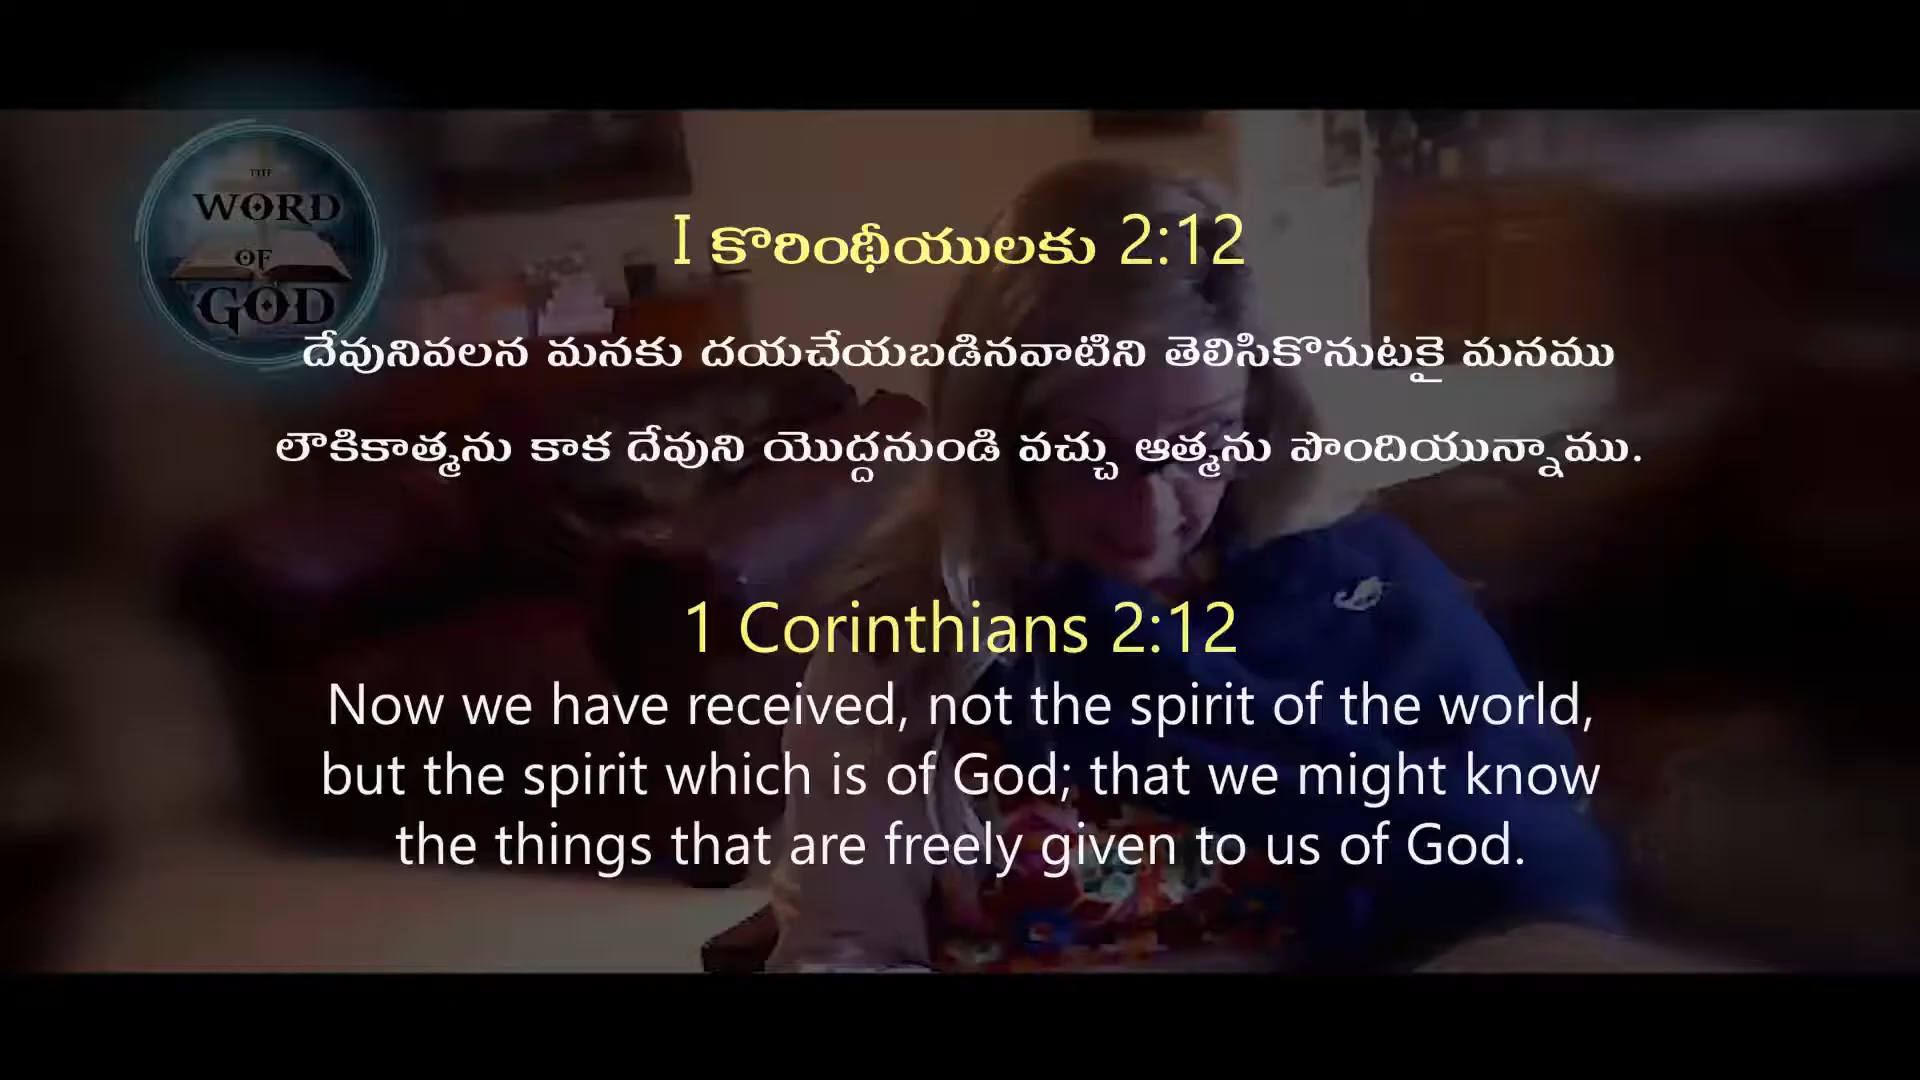 THE
WORD
OF
GOD
I కొరింథీయులకు 2:12
దేవునివలన మనకు దయచేయబడినవాటిని తెలిసికొనుటకై మనము
లౌకికాత్మను కాక దేవుని యొద్దనుండి వచ్చు ఆత్మను పొందియున్నాము.
1 Corinthians 2:12
Now we have received, not the spirit of the world,
but the spirit which is of God; that we might know
the things that are freely given to us of God.